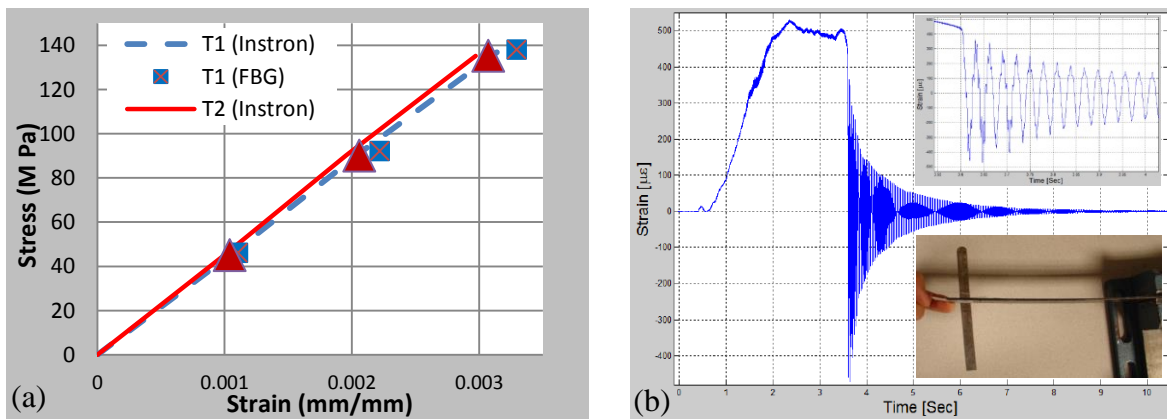 T1 (Instron)
T1 (FBG)
T2 (Instron)
Stress (M Pa)
140
120
100
80
60
40
20
0
0 0.001 0.002 0.003
Strain (mm/mm)
(a)
Strain [με]
500
400
300
200
100
0
-100
-200
-300
-400
0 1 2 3 4 5 6 7 8 9 10
Time [Sec]
Time [Sec]
(b)